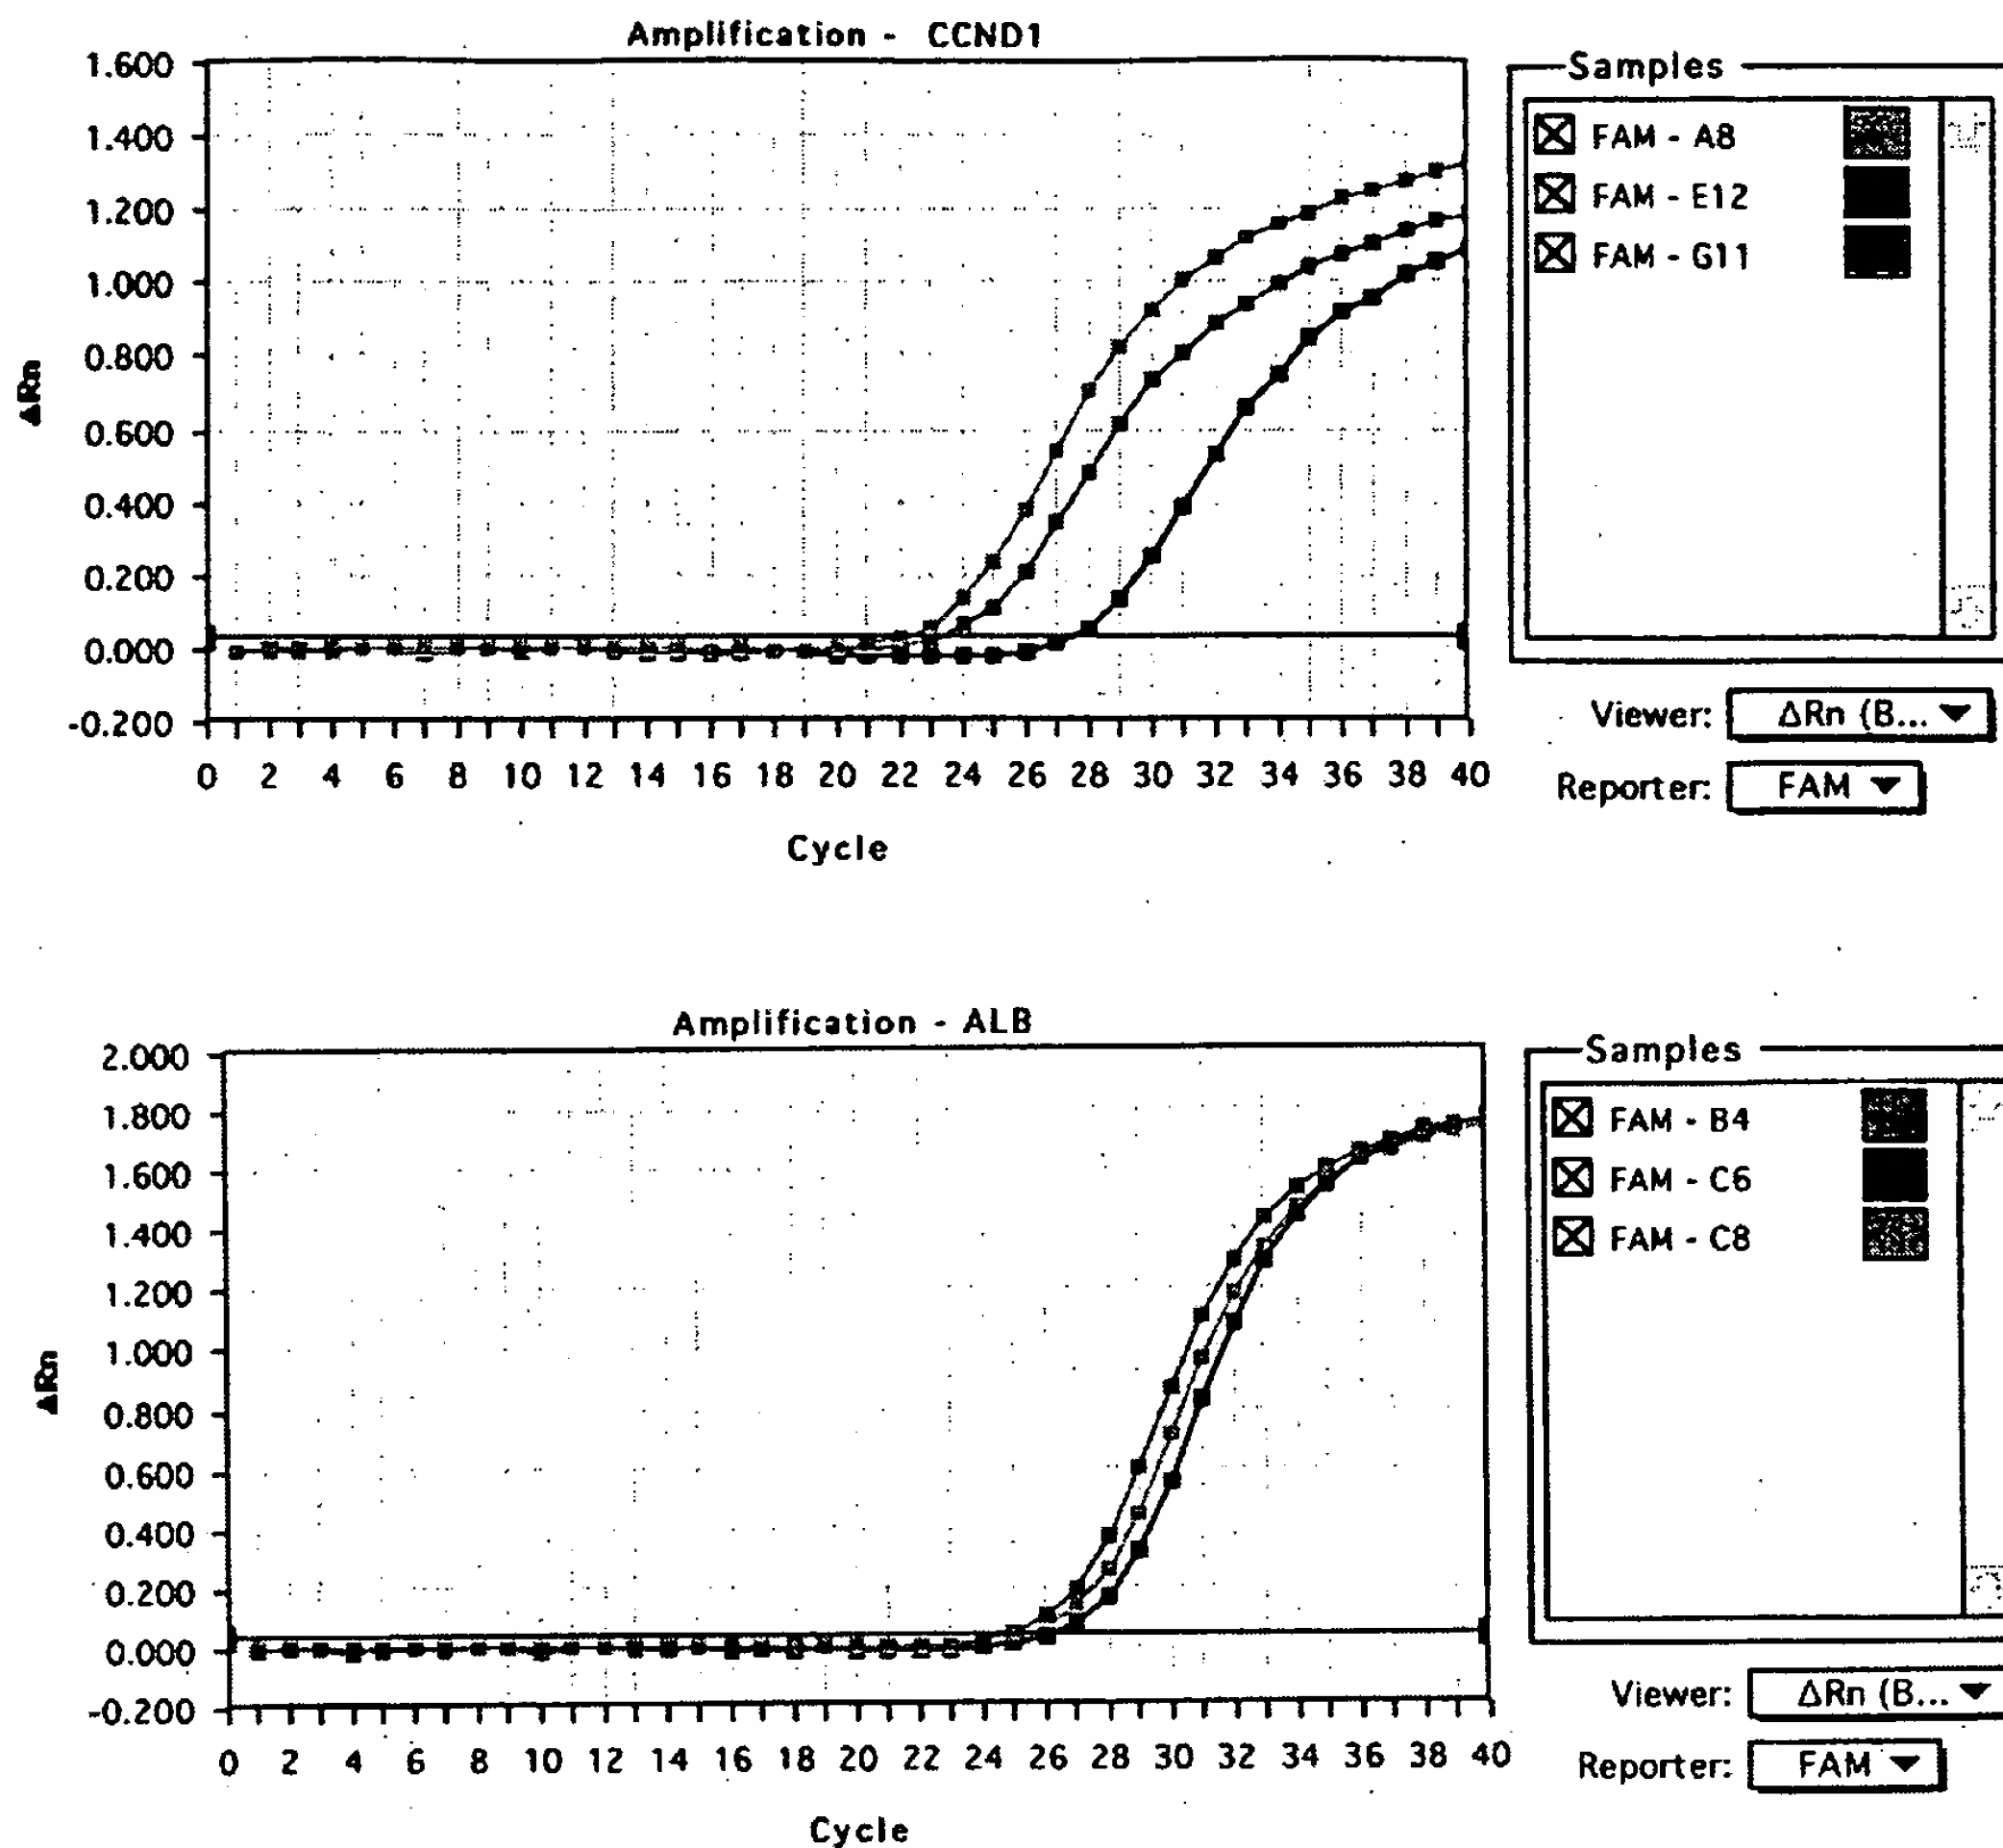 Amplification - CCND1
1.600
1.400
1.200
1.000
0.800
0.600
0.400
0.200
0.000
-0.200
ΔRn
0 2 4 6 8 10 12 14 16 18 20 22 24 26 28 30 32 34 36 38 40
Cycle
Samples
FAM - A8
FAM - E12
FAM - G11
Viewer: ΔRn (B...
Reporter: FAM
Amplification - ALB
2.000
1.800
1.600
1.400
1.200
1.000
0.800
0.600
0.400
0.200
0.000
-0.200
ΔRn
0 2 4 6 8 10 12 14 16 18 20 22 24 26 28 30 32 34 36 38 40
Cycle
Samples
FAM - B4
FAM - C6
FAM - C8
Viewer: ΔRn (B...
Reporter: FAM